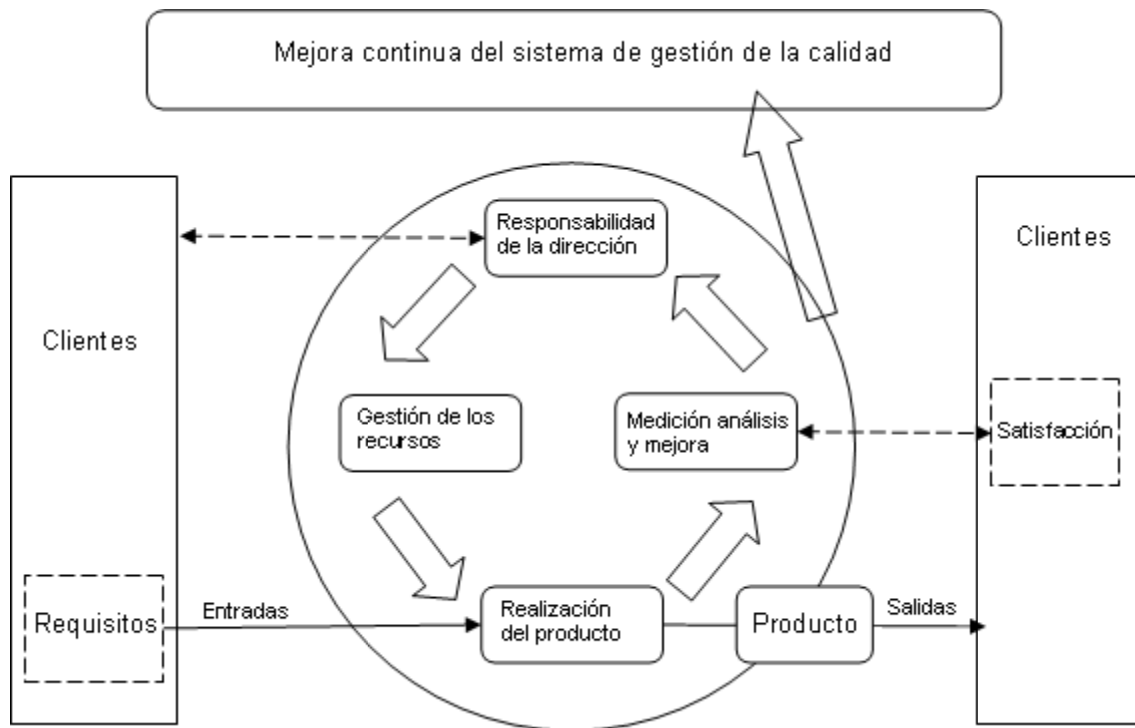 Mejora continua del sistema de gestión de la calidad
Responsabilidad
de la dirección
Clientes
Clientes
Gestión de los
recursos
Medición análisis
y mejora
Satisfacción
Requisitos
Entradas
Realización
del producto
Producto
Salidas